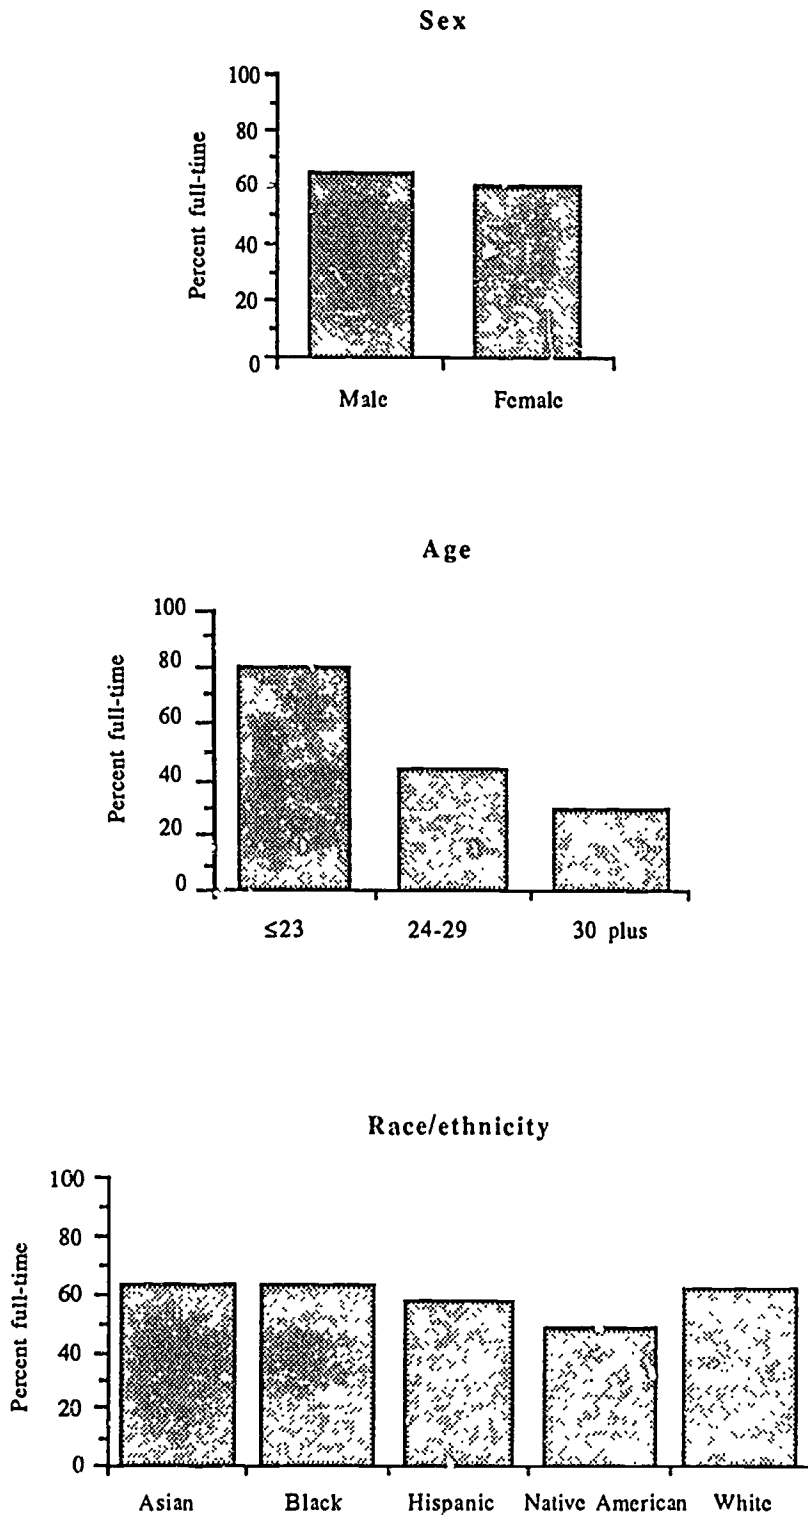 Sex
100
80
60
40
20
0
Percent full-time
Male Female
Age
100
80
60
40
20
0
Percent full-time
≤23 24-29 30 plus
Race/ethnicity
100
80
60
40
20
0
Percent full-time
Asian Black Hispanic Native American White